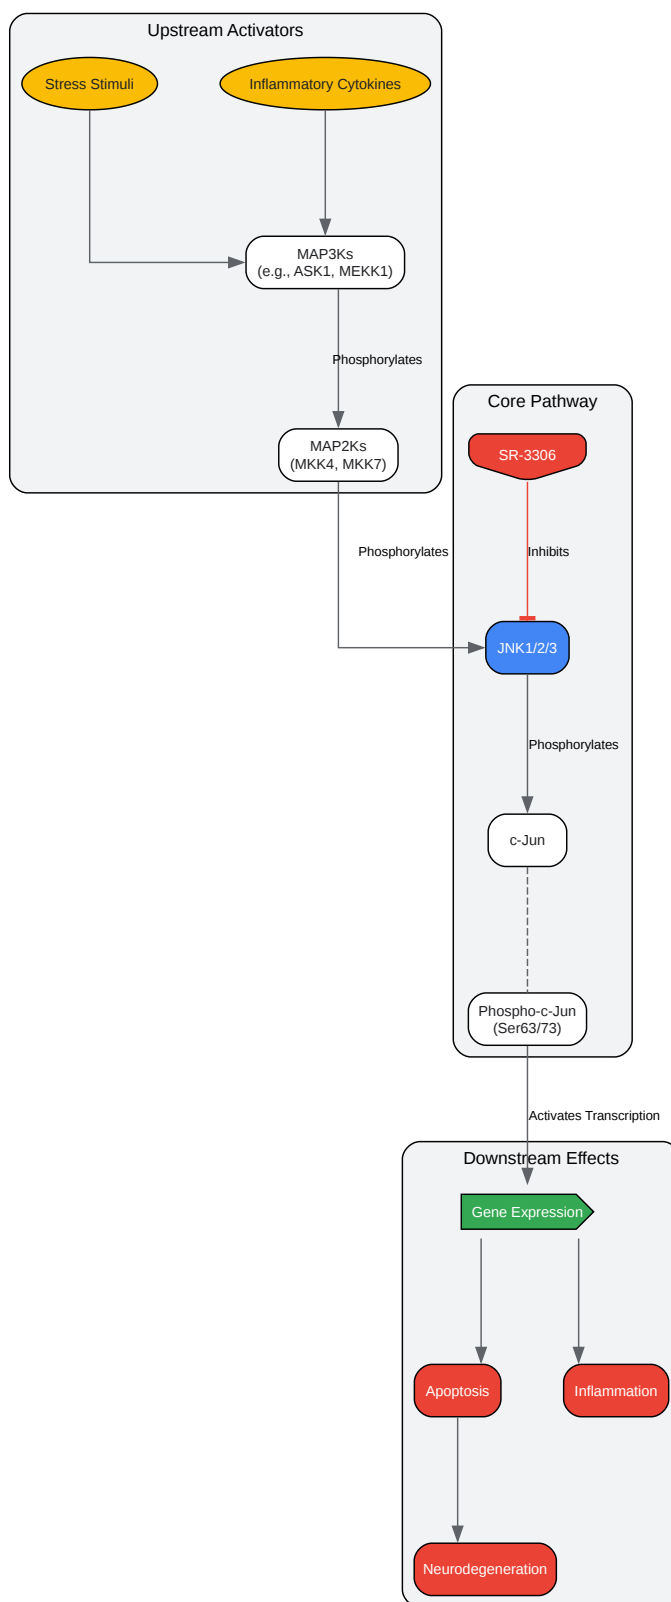 Upstream Activators
Stress Stimuli
Inflammatory Cytokines
MAP3Ks
(e.g., ASK1, MEKK1)
Phosphorylates
MAP2Ks
(MKK4, MKK7)
Core Pathway
SR-3306
Phosphorylates
Inhibits
JNK1/2/3
Phosphorylates
c-Jun
Phospho-c-Jun
(Ser63/73)
Activates Transcription
Downstream Effects
Gene Expression
Apoptosis
Inflammation
Neurodegeneration